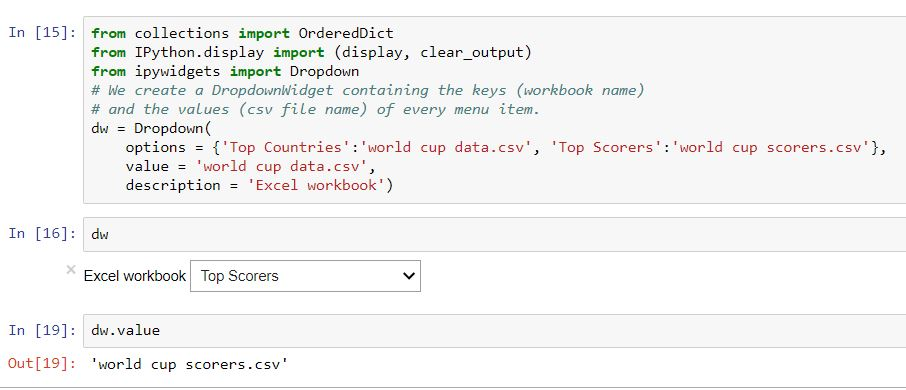 In [15]: from collections import OrderedDict
from IPython.display import (display, clear_output)
from ipywidgets import Dropdown
# We create a DropdownWidget containing the keys (workbook name)
# and the values (csv file name) of every menu item.
dw = Dropdown(
    options = {'Top Countries':'world cup data.csv', 'Top Scorers':'world cup scorers.csv'},
    value = 'world cup data.csv',
    description = 'Excel workbook')
In [16]: dw
× Excel workbook Top Scorers
In [19]: dw.value
Out[19]: 'world cup scorers.csv'